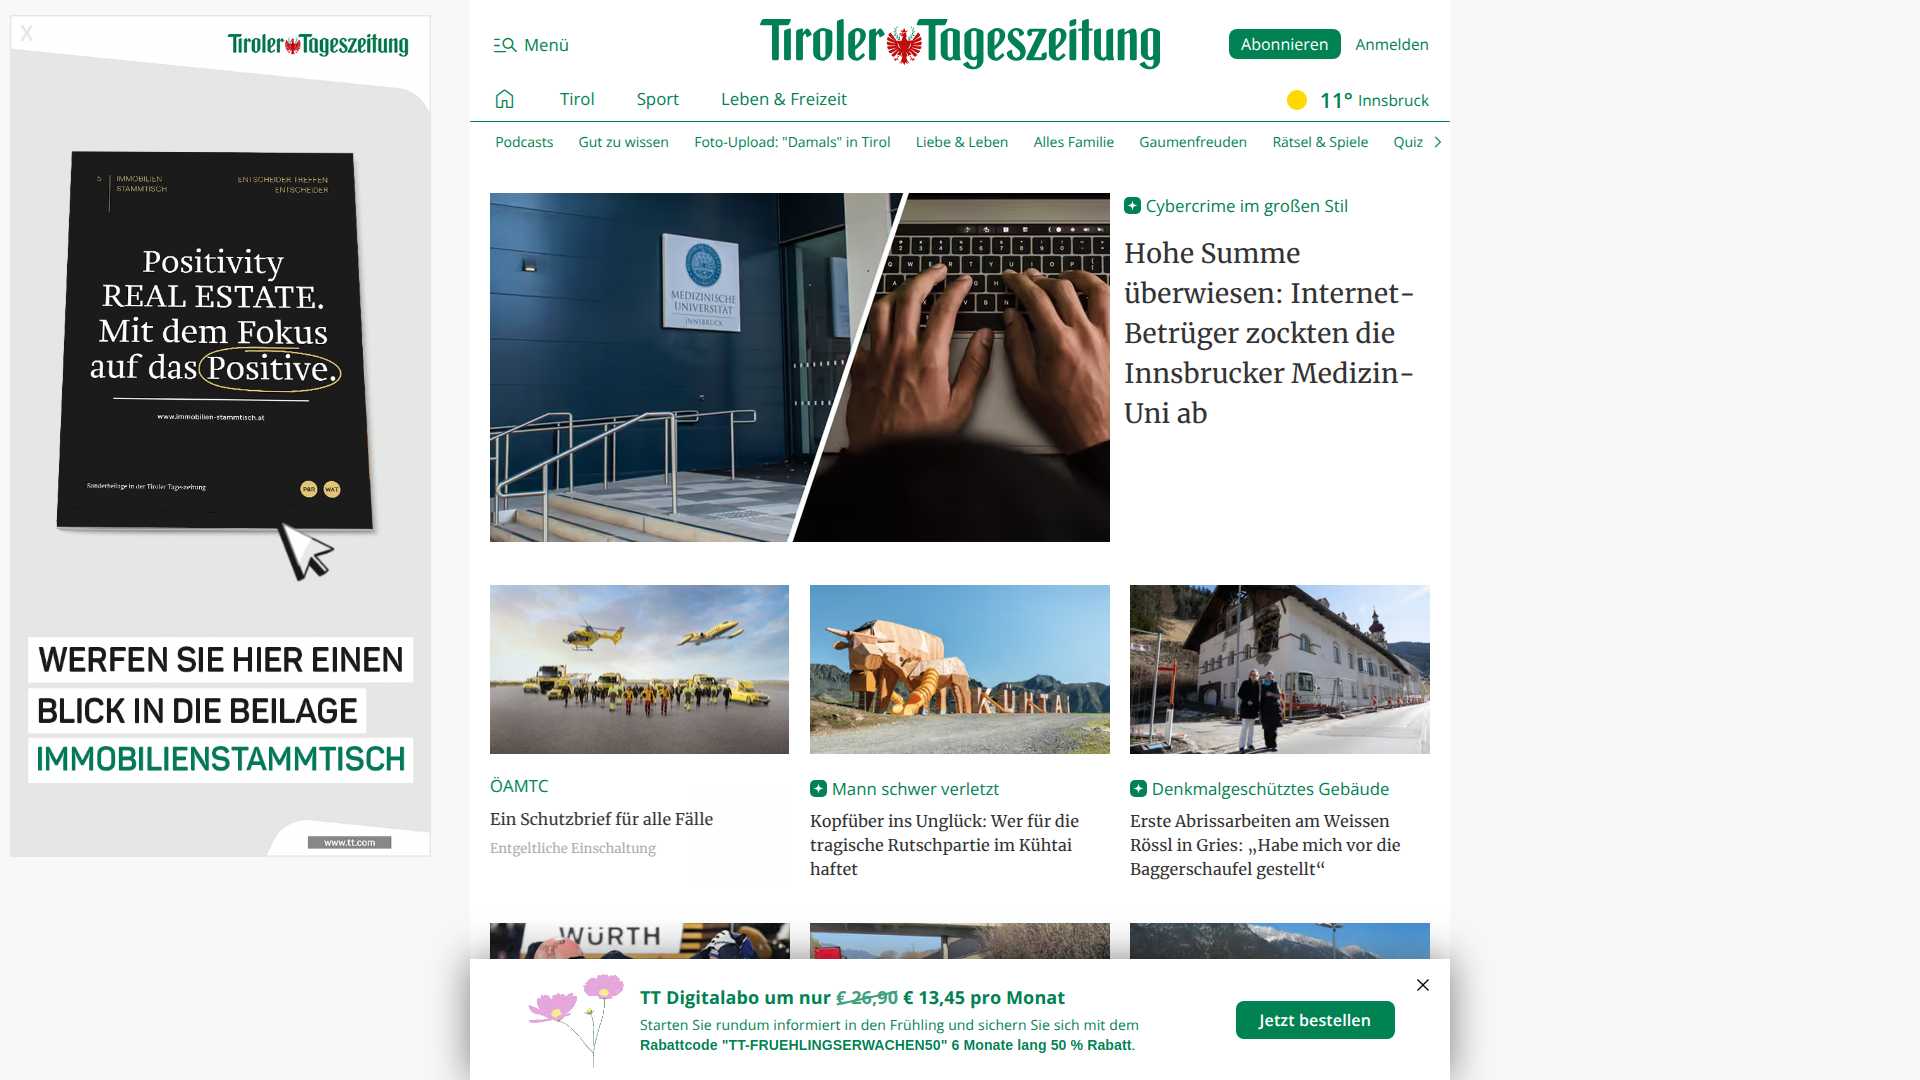 X
Tiroler Tageszeitung
5
IMMOBILIEN
STAMMTISCH
ENTSCHEIDER TREFFEN
ENTSCHEIDER
Positivity
REAL ESTATE.
Mit dem Fokus
auf das Positive.
www.immobilien-stammtisch.at
Sonderbeilage in der Tiroler Tageszeitung
P&R
W&T
WERFEN SIE HIER EINEN
BLICK IN DIE BEILAGE
IMMOBILIENSTAMMTISCH
www.tt.com
Menü
Tiroler Tageszeitung
Abonnieren
Anmelden
Tirol
Sport
Leben & Freizeit
11° Innsbruck
Podcasts
Gut zu wissen
Foto-Upload: "Damals" in Tirol
Liebe & Leben
Alles Familie
Gaumenfreuden
Rätsel & Spiele
Quiz
MEDIZINISCHE
UNIVERSITÄT
INNSBRUCK
Cybercrime im großen Stil
Hohe Summe
überwiesen: Internet-
Betrüger zockten die
Innsbrucker Medizin-
Uni ab
KÜHTAI
ÖAMTC
Ein Schutzbrief für alle Fälle
Entgeltliche Einschaltung
Mann schwer verletzt
Kopfüber ins Unglück: Wer für die
tragische Rutschpartie im Kühtai
haftet
Denkmalgeschütztes Gebäude
Erste Abrissarbeiten am Weissen
Rössl in Gries: „Habe mich vor die
Baggerschaufel gestellt“
WÜRTH
TT Digitalabo um nur € 26,90 € 13,45 pro Monat
Starten Sie rundum informiert in den Frühling und sichern Sie sich mit dem
Rabattcode "TT-FRUEHLINGSERWACHEN50" 6 Monate lang 50 % Rabatt.
Jetzt bestellen